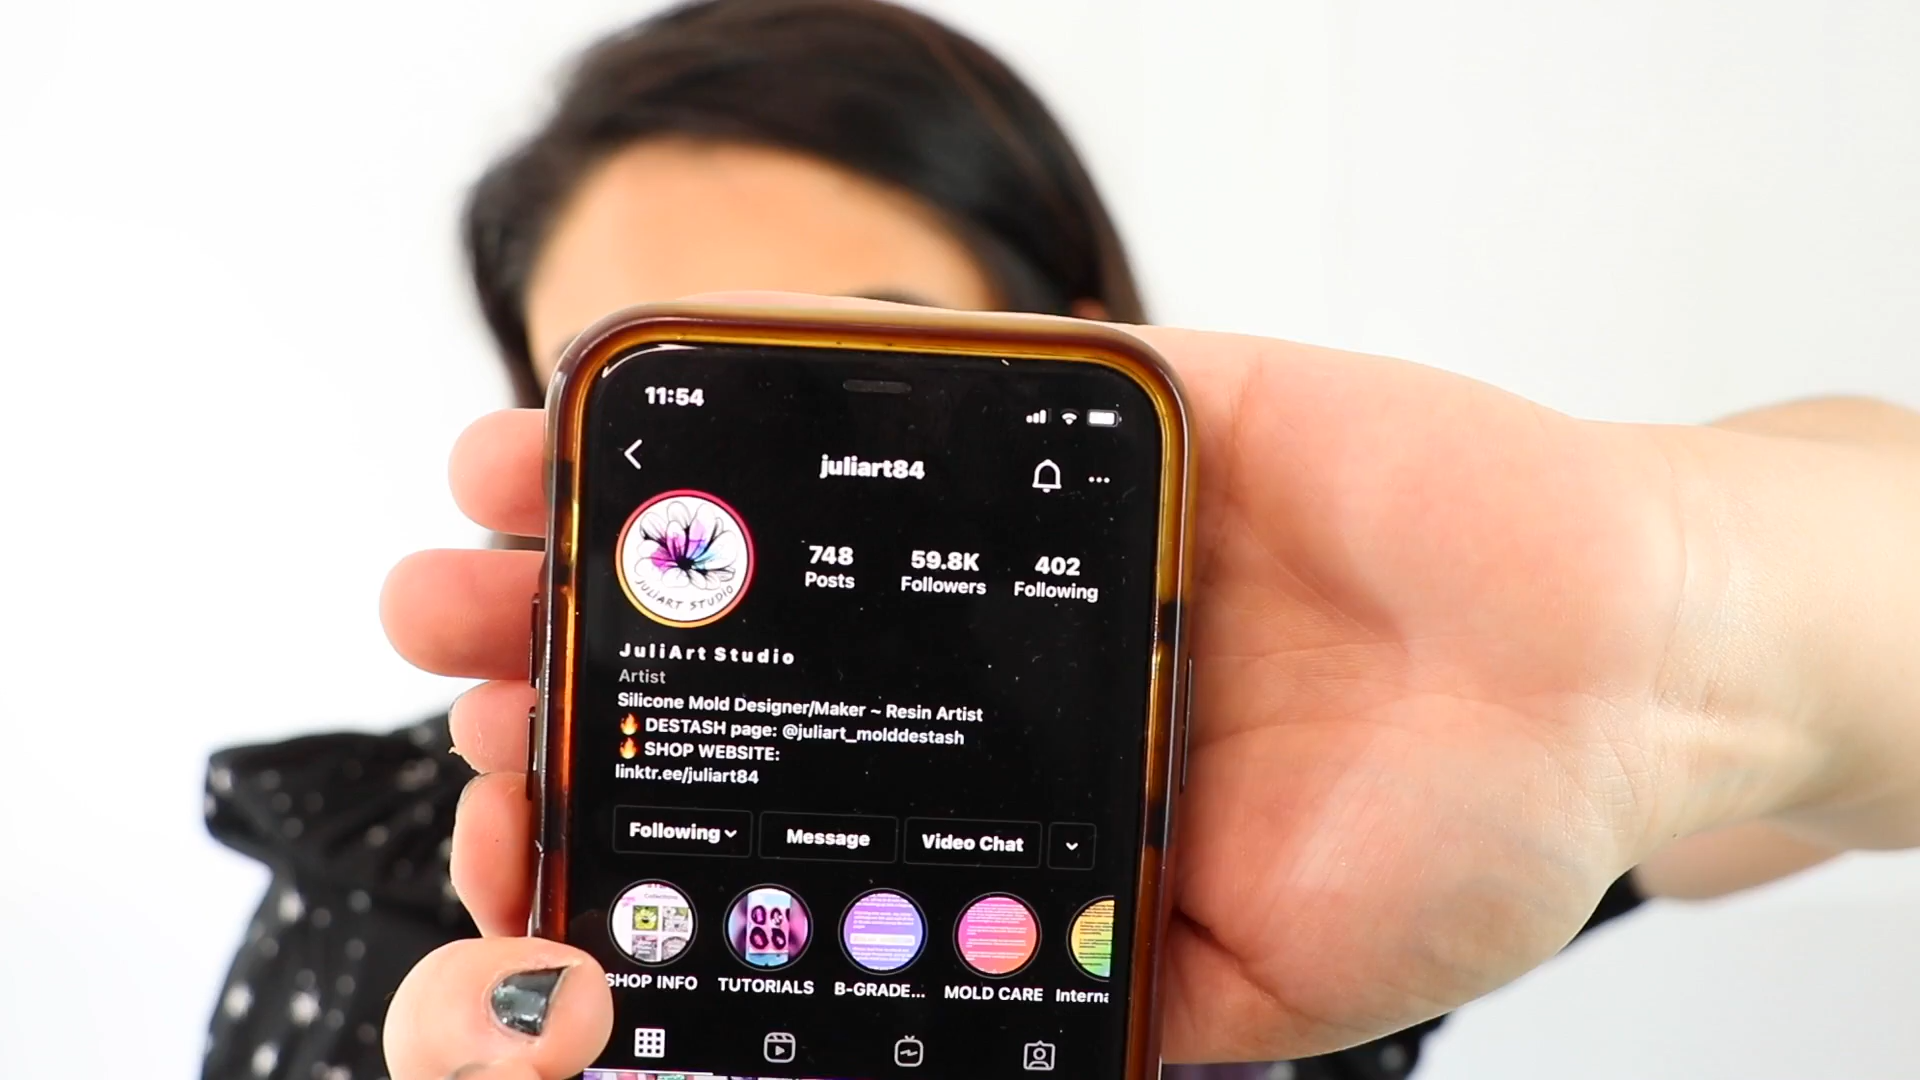 11:54
juliart84
JULIART STUDIO
748
Posts
59.8K
Followers
402
Following
JuliArt Studio
Artist
Silicone Mold Designer/Maker ~ Resin Artist
🔥 DESTASH page: @juliart_molddestash
🔥 SHOP WEBSITE:
linktr.ee/juliart84
Following
Message
Video Chat
SHOP INFO
TUTORIALS
B-GRADE...
MOLD CARE
Interna